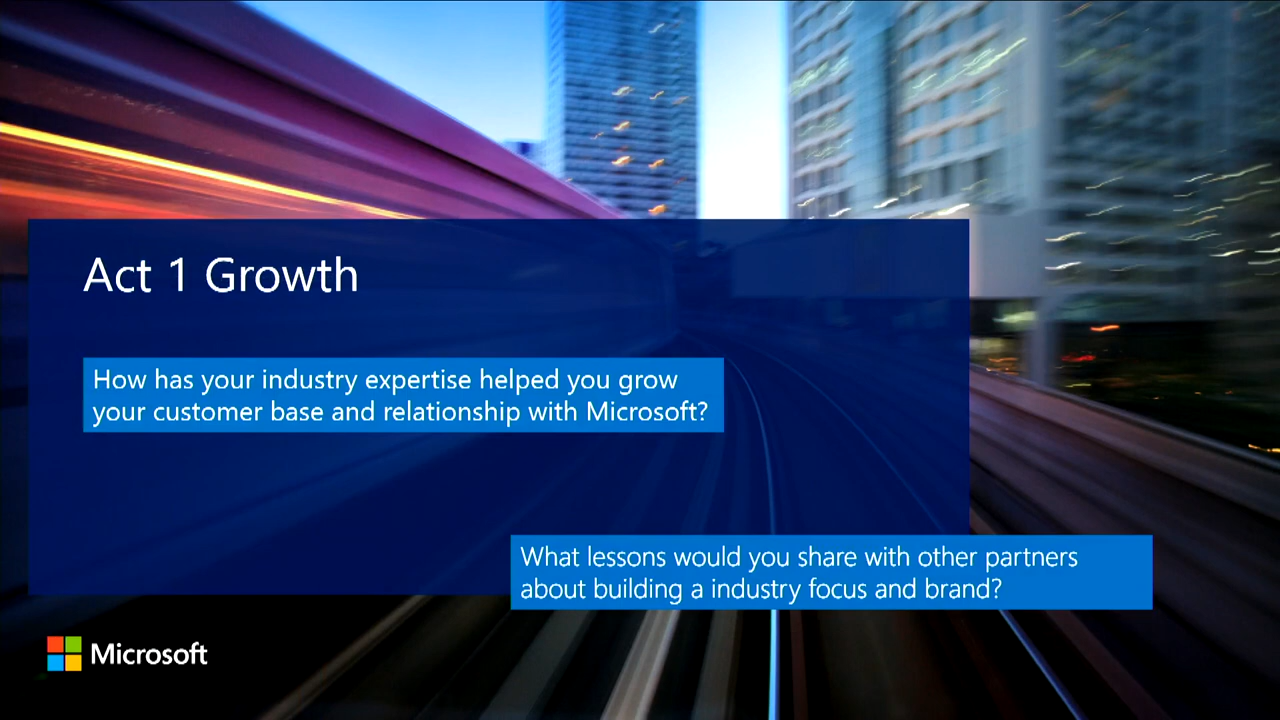 Act 1 Growth
How has your industry expertise helped you grow
your customer base and relationship with Microsoft?
What lessons would you share with other partners
about building a industry focus and brand?
Microsoft